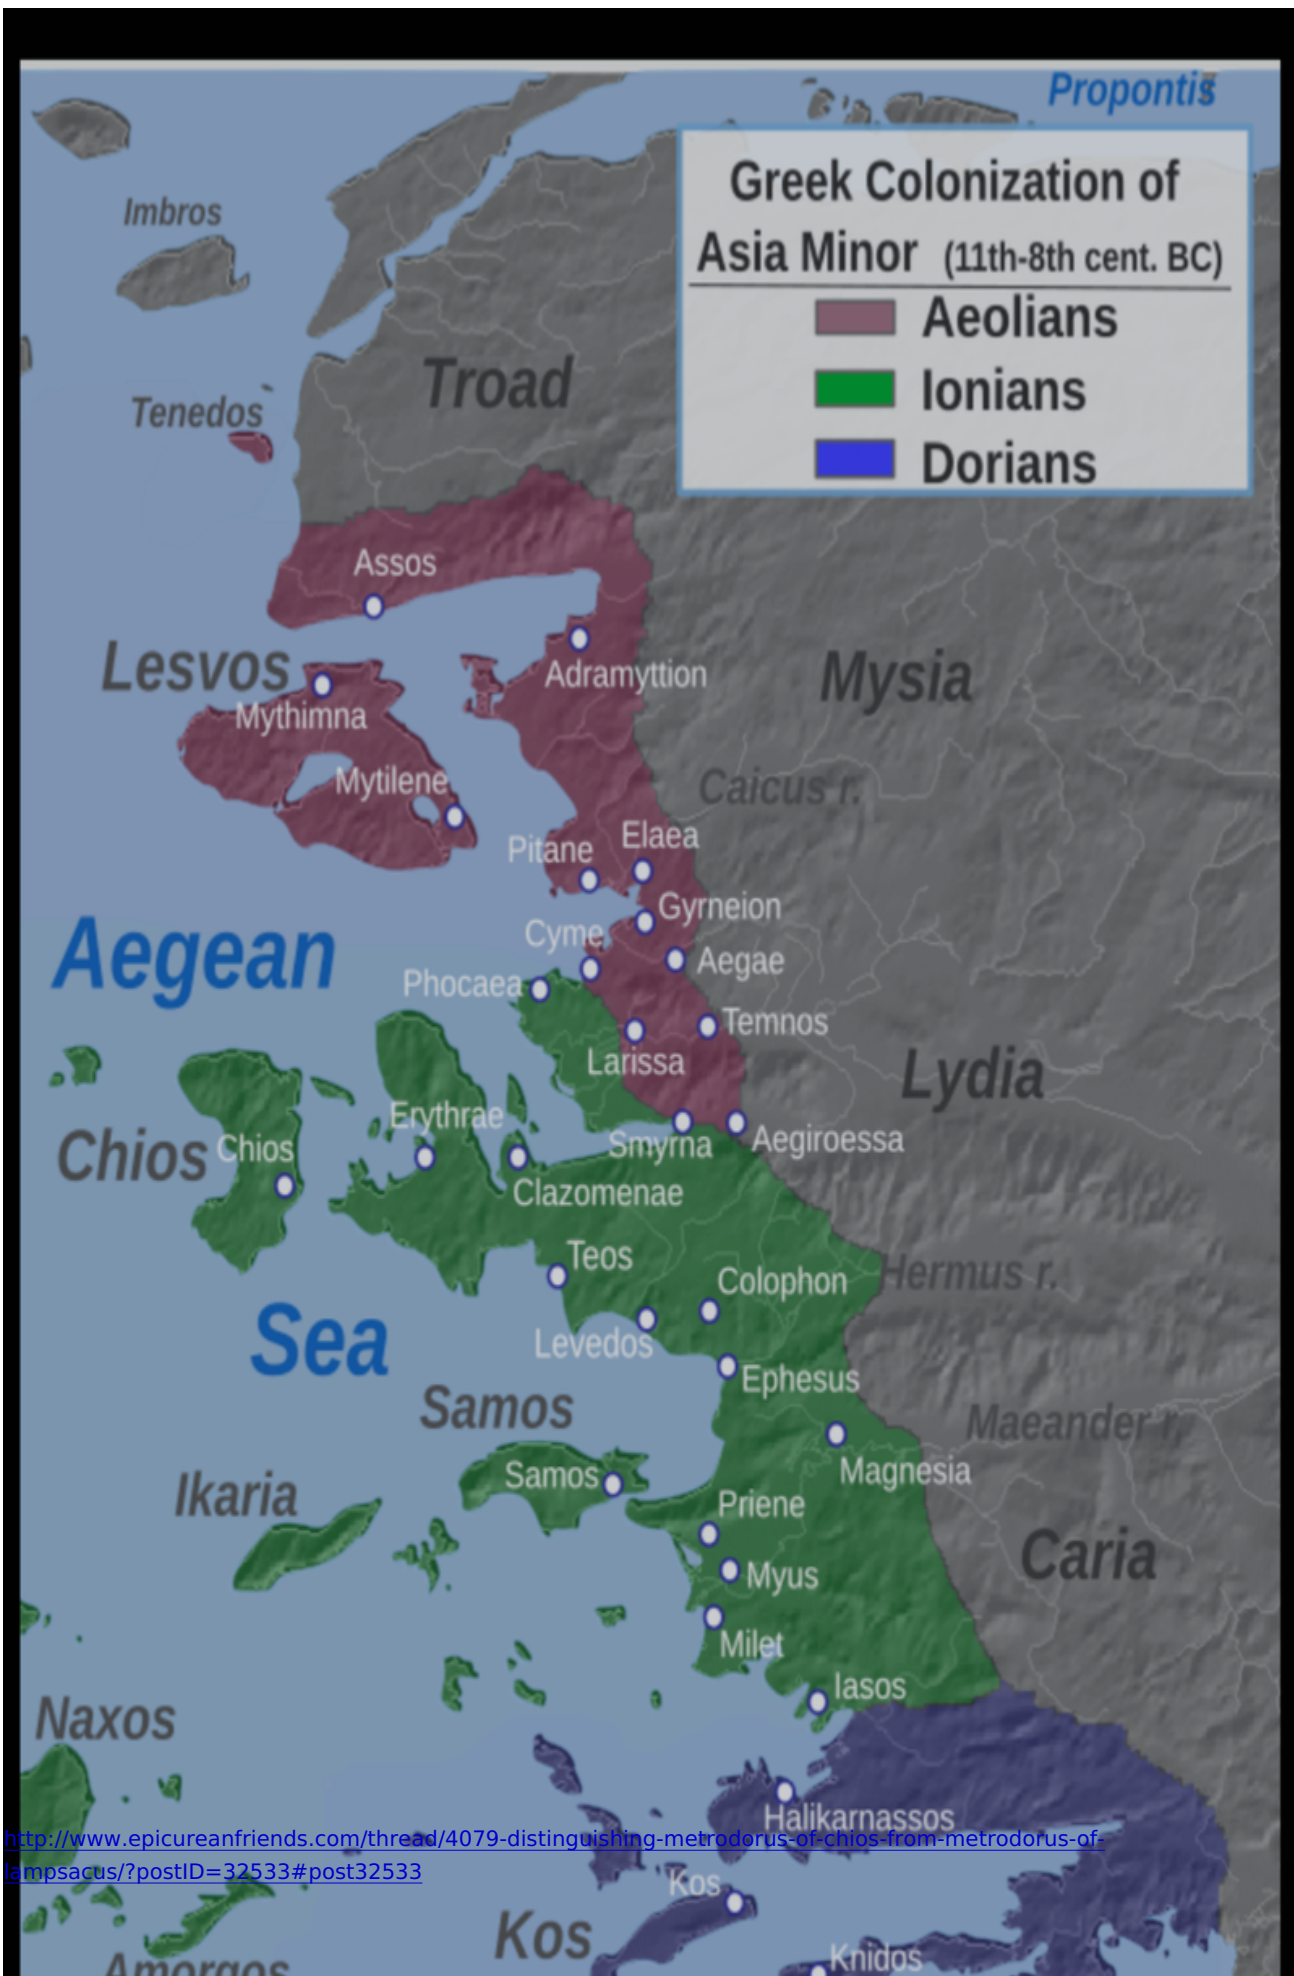 Propontis
Greek Colonization of
Asia Minor (11th-8th cent. BC)
Aeolians
Ionians
Dorians
Imbros
Troad
Tenedos
Assos
Lesvos
Adramyttion
Mysia
Mythimna
Mytilene
Caicus r.
Pitane
Elaea
Gyrneion
Cyme
Aegean
Aegae
Phocaea
Temnos
Larissa
Lydia
Erythrae
Smyrna
Aegiroessa
Chios
Chios
Clazomenae
Teos
Colophon
Hermus r.
Sea
Levedos
Ephesus
Samos
Maeander r.
Samos
Magnesia
Ikaria
Priene
Caria
Myus
Milet
Iasos
Naxos
Halikarnassos
http://www.epicureanfriends.com/thread/4079-distinguishing-metrodorus-of-chios-from-metrodorus-of-
lampsacus/?postID=32533#post32533
Kos
Kos
Knidos
Amorgos